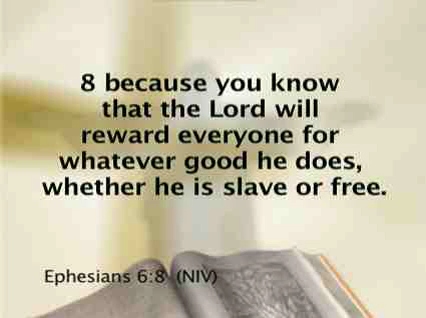 8 because you know
that the Lord will
reward everyone for
whatever good he does,
whether he is slave or free.
Ephesians 6:8 (NIV)